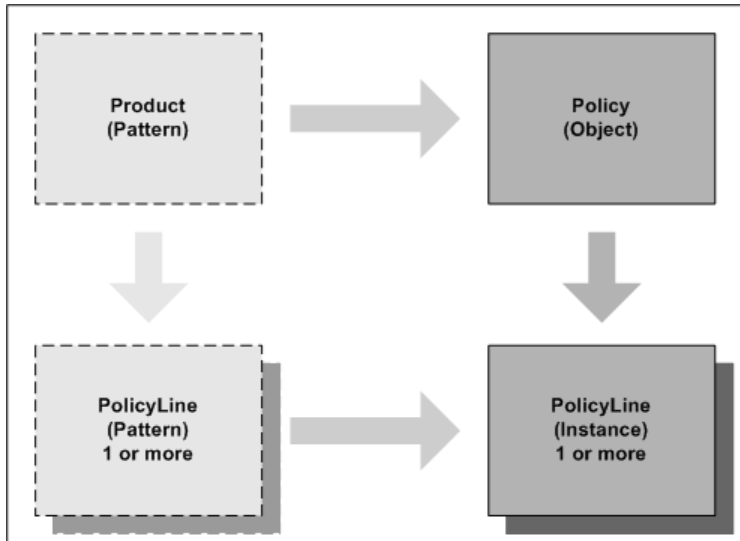 Product
(Pattern)
Policy
(Object)
PolicyLine
(Pattern)
1 or more
PolicyLine
(Instance)
1 or more